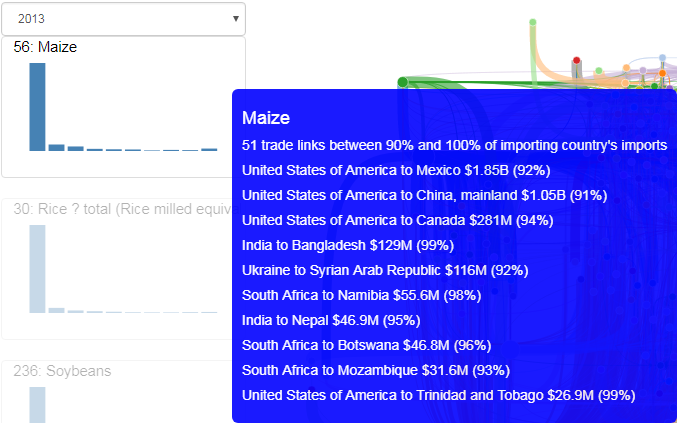 2013
56: Maize
Maize
51 trade links between 90% and 100% of importing country's imports
United States of America to Mexico $1.85B (92%)
United States of America to China, mainland $1.05B (91%)
United States of America to Canada $281M (94%)
India to Bangladesh $129M (99%)
Ukraine to Syrian Arab Republic $116M (92%)
South Africa to Namibia $55.6M (98%)
India to Nepal $46.9M (95%)
South Africa to Botswana $46.8M (96%)
South Africa to Mozambique $31.6M (93%)
United States of America to Trinidad and Tobago $26.9M (99%)
30: Rice ? total (Rice milled equiv
236: Soybeans